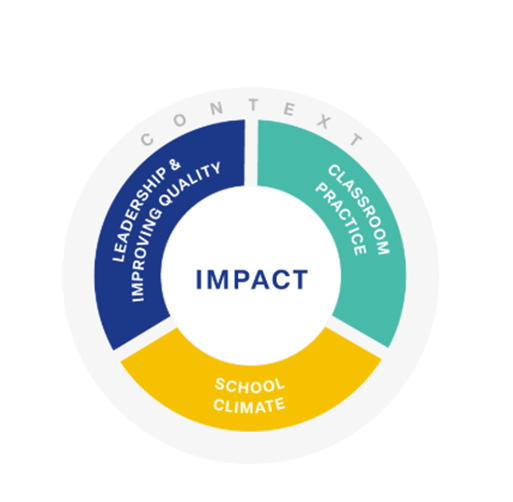 CONTEXT
LEADERSHIP &
IMPROVING QUALITY
CLASSROOM
PRACTICE
IMPACT
SCHOOL
CLIMATE